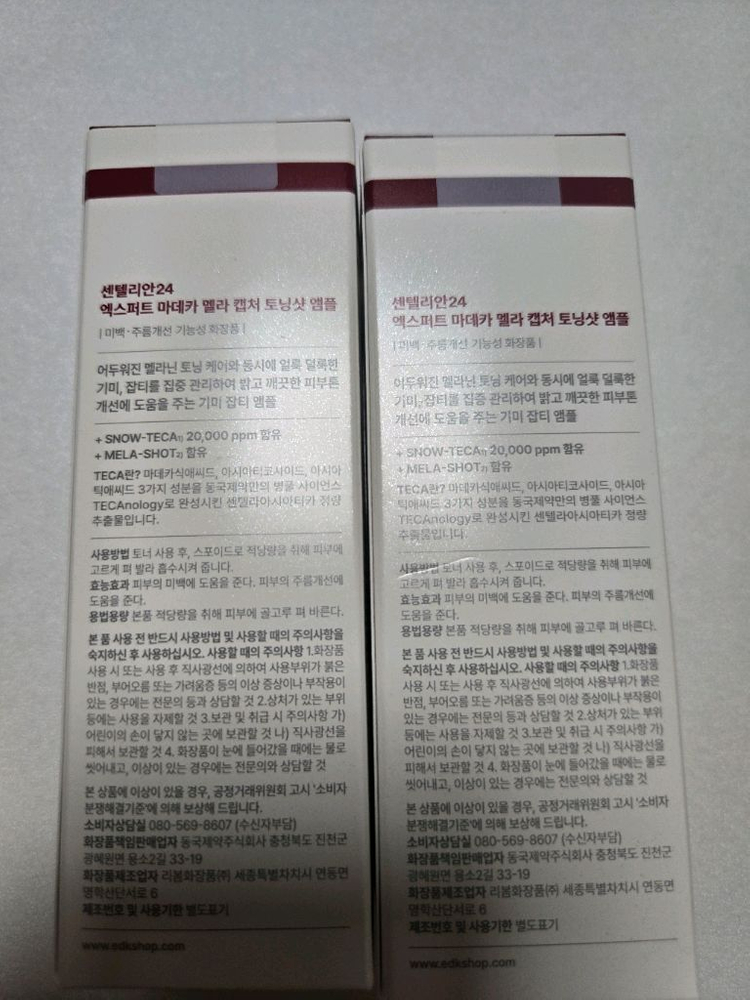 센텔리안24
엑스퍼트 마데카 멜라 캡처 토닝샷 앰플
| 미백·주름개선 기능성 화장품 |
어두워진 멜라닌 토닝 케어와 동시에 얼룩 덜룩한
기미, 잡티를 집중 관리하여 밝고 깨끗한 피부톤
개선에 도움을 주는 기미 잡티 앰플
+ SNOW-TECA1) 20,000 ppm 함유
+ MELA-SHOT2) 함유
TECA란? 마데카식애씨드, 아시아티코사이드, 아시아
틱애씨드 3가지 성분을 동국제약만의 병풀 사이언스
TECAnology로 완성시킨 센텔라아시아티카 정량
추출물입니다.
사용방법 토너 사용 후, 스포이드로 적당량을 취해 피부에
고르게 펴 발라 흡수시켜 줍니다.
효능효과 피부의 미백에 도움을 준다. 피부의 주름개선에
도움을 준다.
용법용량 본품 적당량을 취해 피부에 골고루 펴 바른다.
본 품 사용 전 반드시 사용방법 및 사용할 때의 주의사항을
숙지하신 후 사용하십시오. 사용할 때의 주의사항 1.화장품
사용 시 또는 사용 후 직사광선에 의하여 사용부위가 붉은
반점, 부어오름 또는 가려움증 등의 이상 증상이나 부작용이
있는 경우에는 전문의 등과 상담할 것 2.상처가 있는 부위
등에는 사용을 자제할 것 3.보관 및 취급 시 주의사항 가)
어린이의 손이 닿지 않는 곳에 보관할 것 나) 직사광선을
피해서 보관할 것 4. 화장품이 눈에 들어갔을 때에는 물로
씻어내고, 이상이 있는 경우에는 전문의와 상담할 것
본 상품에 이상이 있을 경우, 공정거래위원회 고시 '소비자
분쟁해결기준'에 의해 보상해 드립니다.
소비자상담실 080-569-8607 (수신자부담)
화장품책임판매업자 동국제약주식회사 충청북도 진천군
광혜원면 용소2길 33-19
화장품제조업자 리봄화장품㈜ 세종특별자치시 연동면
명학산단서로 6
제조번호 및 사용기한 별도표기
www.edkshop.com
센텔리안24
엑스퍼트 마데카 멜라 캡처 토닝샷 앰플
| 미백·주름개선 기능성 화장품 |
어두워진 멜라닌 토닝 케어와 동시에 얼룩 덜룩한
기미, 잡티를 집중 관리하여 밝고 깨끗한 피부톤
개선에 도움을 주는 기미 잡티 앰플
+ SNOW-TECA1) 20,000 ppm 함유
+ MELA-SHOT2) 함유
TECA란? 마데카식애씨드, 아시아티코사이드, 아시아
틱애씨드 3가지 성분을 동국제약만의 병풀 사이언스
TECAnology로 완성시킨 센텔라아시아티카 정량
추출물입니다.
사용방법 토너 사용 후, 스포이드로 적당량을 취해 피부에
고르게 펴 발라 흡수시켜 줍니다.
효능효과 피부의 미백에 도움을 준다. 피부의 주름개선에
도움을 준다.
용법용량 본품 적당량을 취해 피부에 골고루 펴 바른다.
본 품 사용 전 반드시 사용방법 및 사용할 때의 주의사항을
숙지하신 후 사용하십시오. 사용할 때의 주의사항 1.화장품
사용 시 또는 사용 후 직사광선에 의하여 사용부위가 붉은
반점, 부어오름 또는 가려움증 등의 이상 증상이나 부작용이
있는 경우에는 전문의 등과 상담할 것 2.상처가 있는 부위
등에는 사용을 자제할 것 3.보관 및 취급 시 주의사항 가)
어린이의 손이 닿지 않는 곳에 보관할 것 나) 직사광선을
피해서 보관할 것 4. 화장품이 눈에 들어갔을 때에는 물로
씻어내고, 이상이 있는 경우에는 전문의와 상담할 것
본 상품에 이상이 있을 경우, 공정거래위원회 고시 '소비자
분쟁해결기준'에 의해 보상해 드립니다.
소비자상담실 080-569-8607 (수신자부담)
화장품책임판매업자 동국제약주식회사 충청북도 진천군
광혜원면 용소2길 33-19
화장품제조업자 리봄화장품㈜ 세종특별자치시 연동면
명학산단서로 6
제조번호 및 사용기한 별도표기
www.edkshop.com